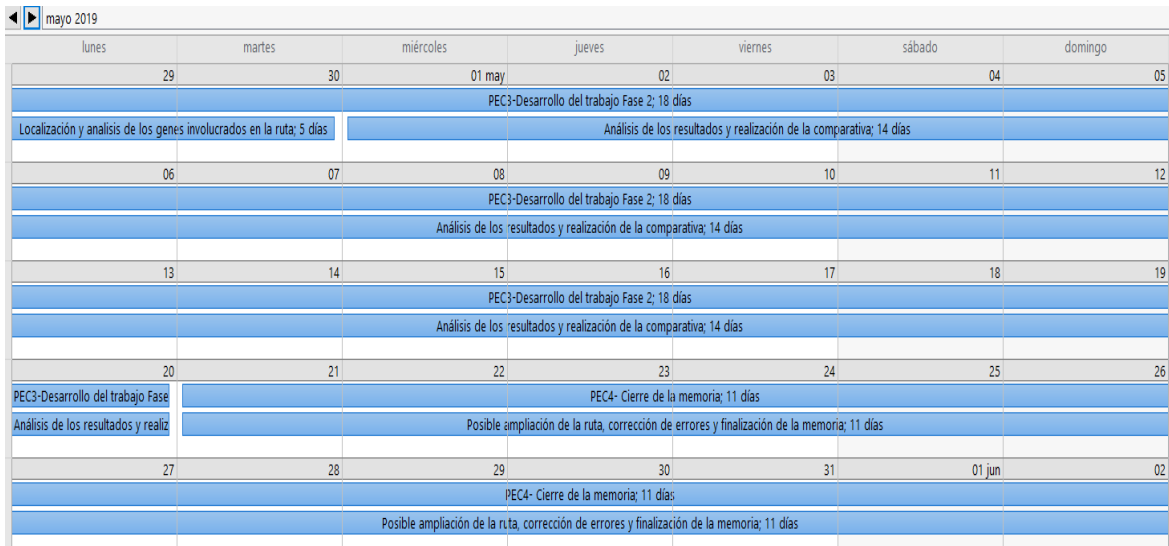 mayo 2019
lunes martes miércoles jueves viernes sábado domingo
29 30 01 may 02 03 04 05
PEC3-Desarrollo del trabajo Fase 2; 18 días
Localización y analisis de los genes involucrados en la ruta; 5 días Análisis de los resultados y realización de la comparativa; 14 días
06 07 08 09 10 11 12
PEC3-Desarrollo del trabajo Fase 2; 18 días
Análisis de los resultados y realización de la comparativa; 14 días
13 14 15 16 17 18 19
PEC3-Desarrollo del trabajo Fase 2; 18 días
Análisis de los resultados y realización de la comparativa; 14 días
20 21 22 23 24 25 26
PEC3-Desarrollo del trabajo Fase PEC4- Cierre de la memoria; 11 días
Análisis de los resultados y realiz Posible ampliación de la ruta, corrección de errores y finalización de la memoria; 11 días
27 28 29 30 31 01 jun 02
PEC4- Cierre de la memoria; 11 días
Posible ampliación de la ruta, corrección de errores y finalización de la memoria; 11 días